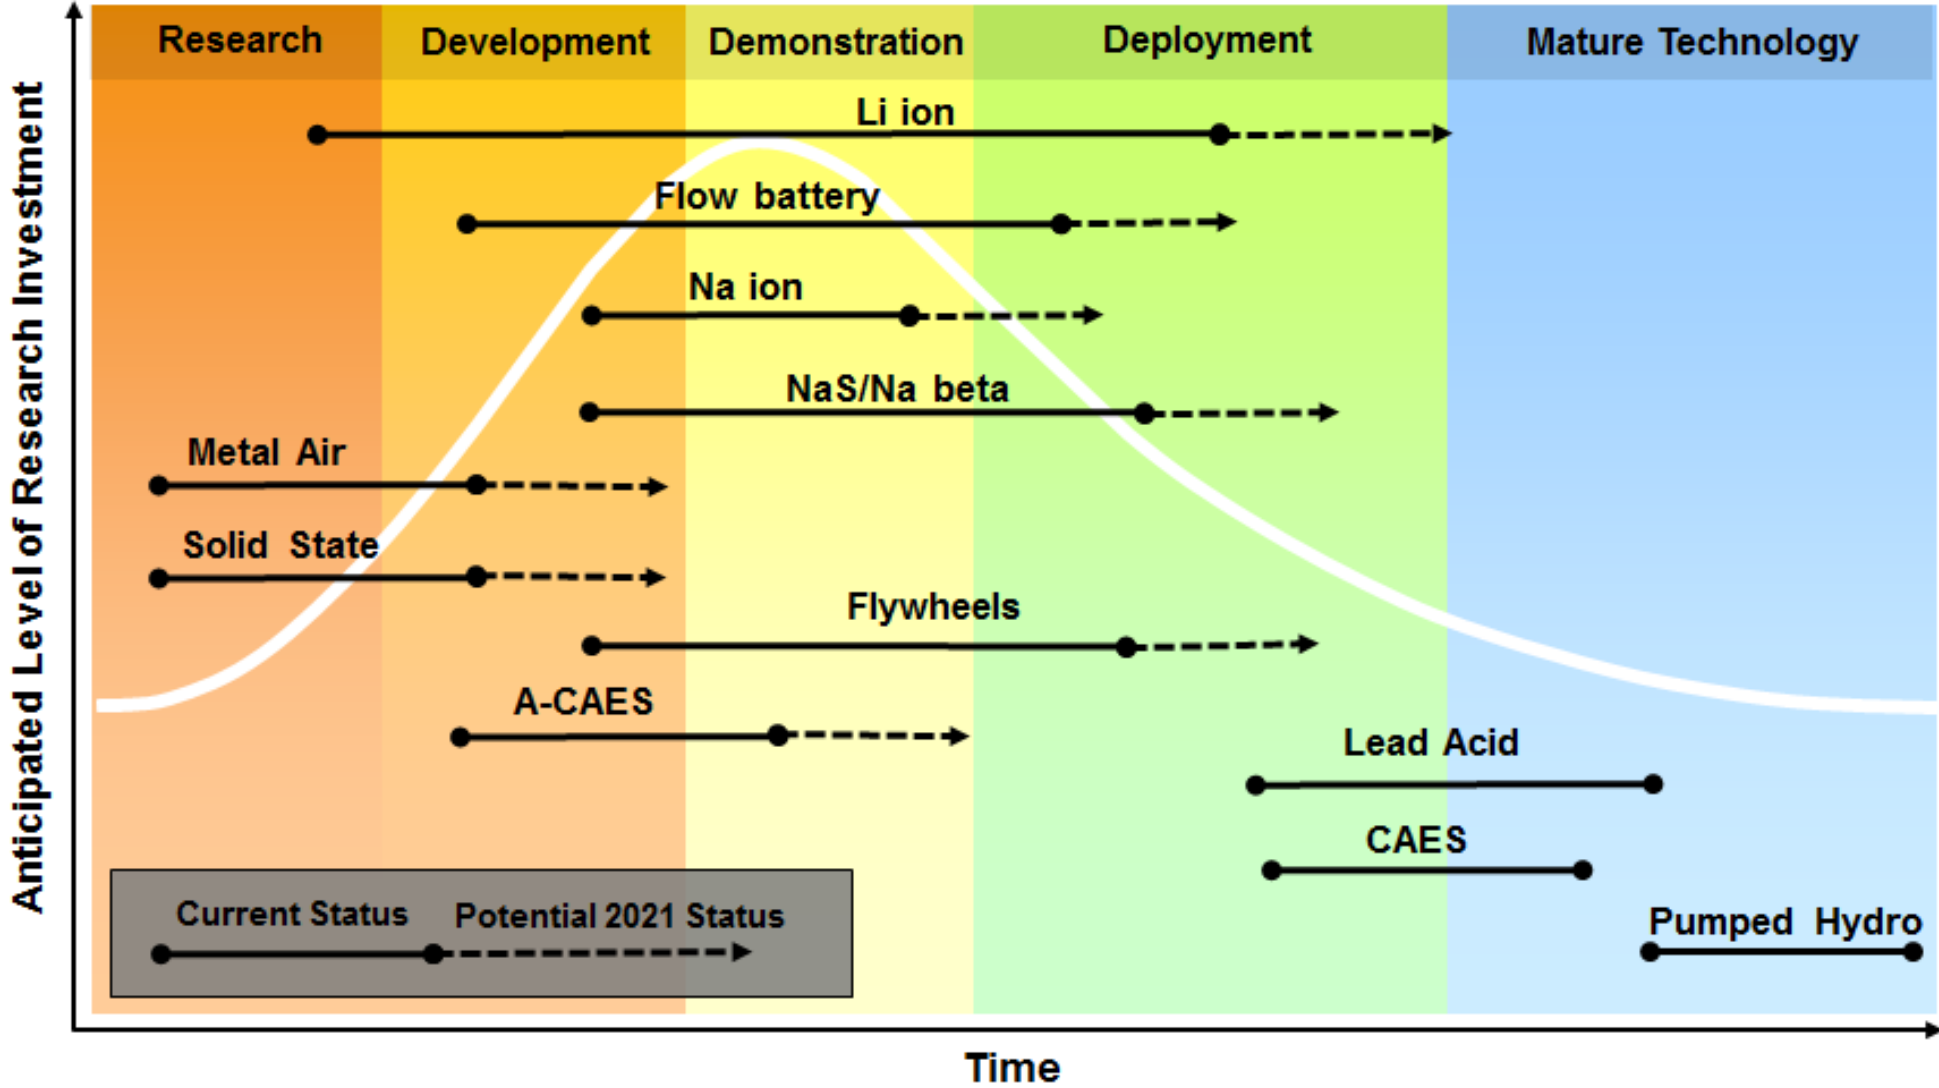 Research
Development
Demonstration
Deployment
Mature Technology
Anticipated Level of Research Investment
Li ion
Flow battery
Na ion
NaS/Na beta
Metal Air
Solid State
Flywheels
A-CAES
Lead Acid
CAES
Pumped Hydro
Current Status
Potential 2021 Status
Time